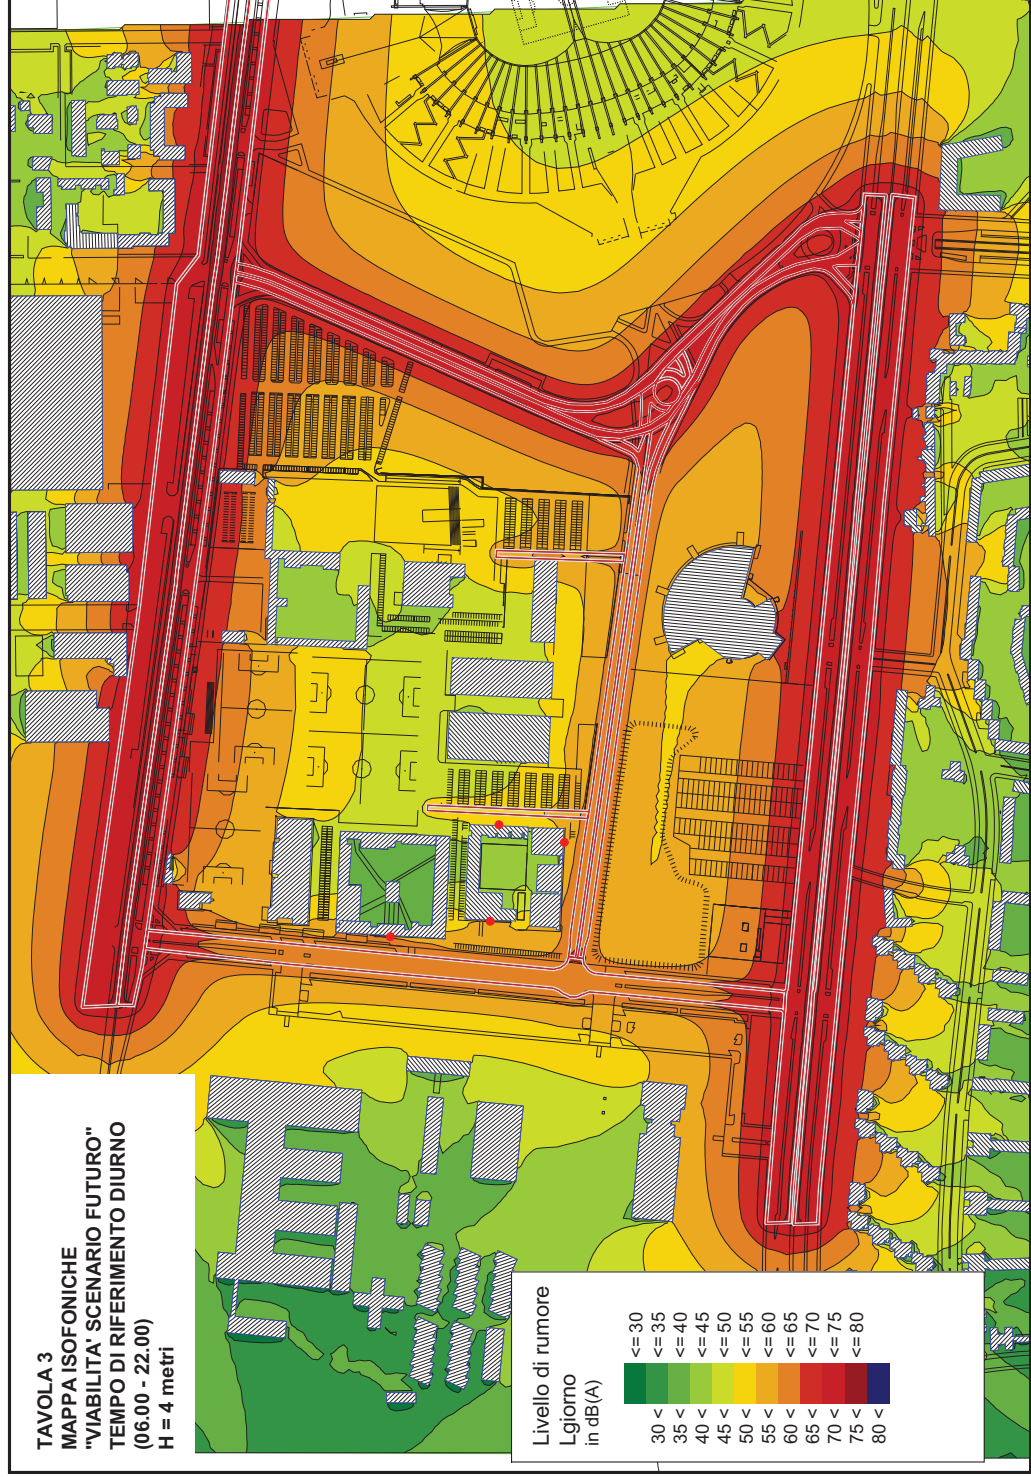 TAVOLA 3
MAPPA ISOFONICHE
"VIABILITA' SCENARIO FUTURO"
TEMPO DI RIFERIMENTO DIURNO
(06.00 - 22.00)
H = 4 metri
Livello di rumore
Lgiorno
in dB(A)
<= 30
30 < <= 35
35 < <= 40
40 < <= 45
45 < <= 50
50 < <= 55
55 < <= 60
60 < <= 65
65 < <= 70
70 < <= 75
75 < <= 80
80 <